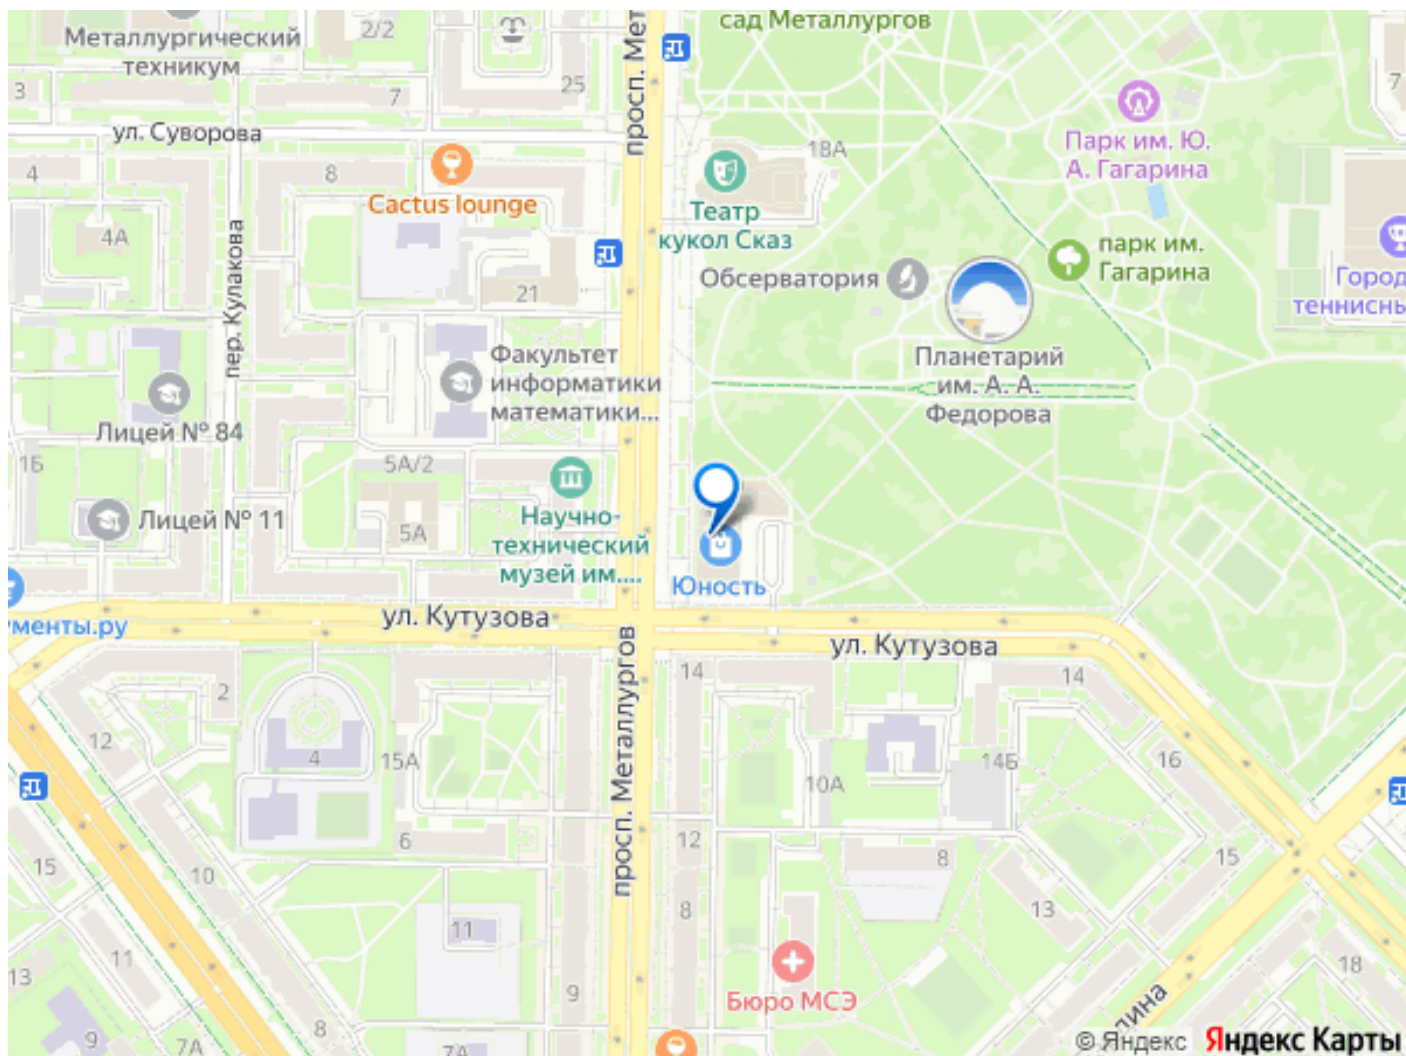 сад Металлургов
Металлургический
техникум
2/2
просп. Мет
25
3
7
7
ул. Суворова
4
8
Cactus lounge
18А
Театр
кукол Сказ
Парк им. Ю.
А. Гагарина
4А
пер. Кулакова
21
Обсерватория
парк им.
Гагарина
Город
теннисны
Планетарий
им. А. А.
Федорова
Факультет
информатики
математики...
Лицей № 84
1Б
5А/2
Лицей № 11
5А
Научно-
технический
музей им....
Юность
ументы.ру
ул. Кутузова
ул. Кутузова
просп. Металлургов
2
14
14
12
4
15А
10А
14Б
16
6
12
8
15
15
10
8
13
11
11
13
9
18
Бюро МСЭ
8
9
7А
7А
лина
© Яндекс Яндекс Карты